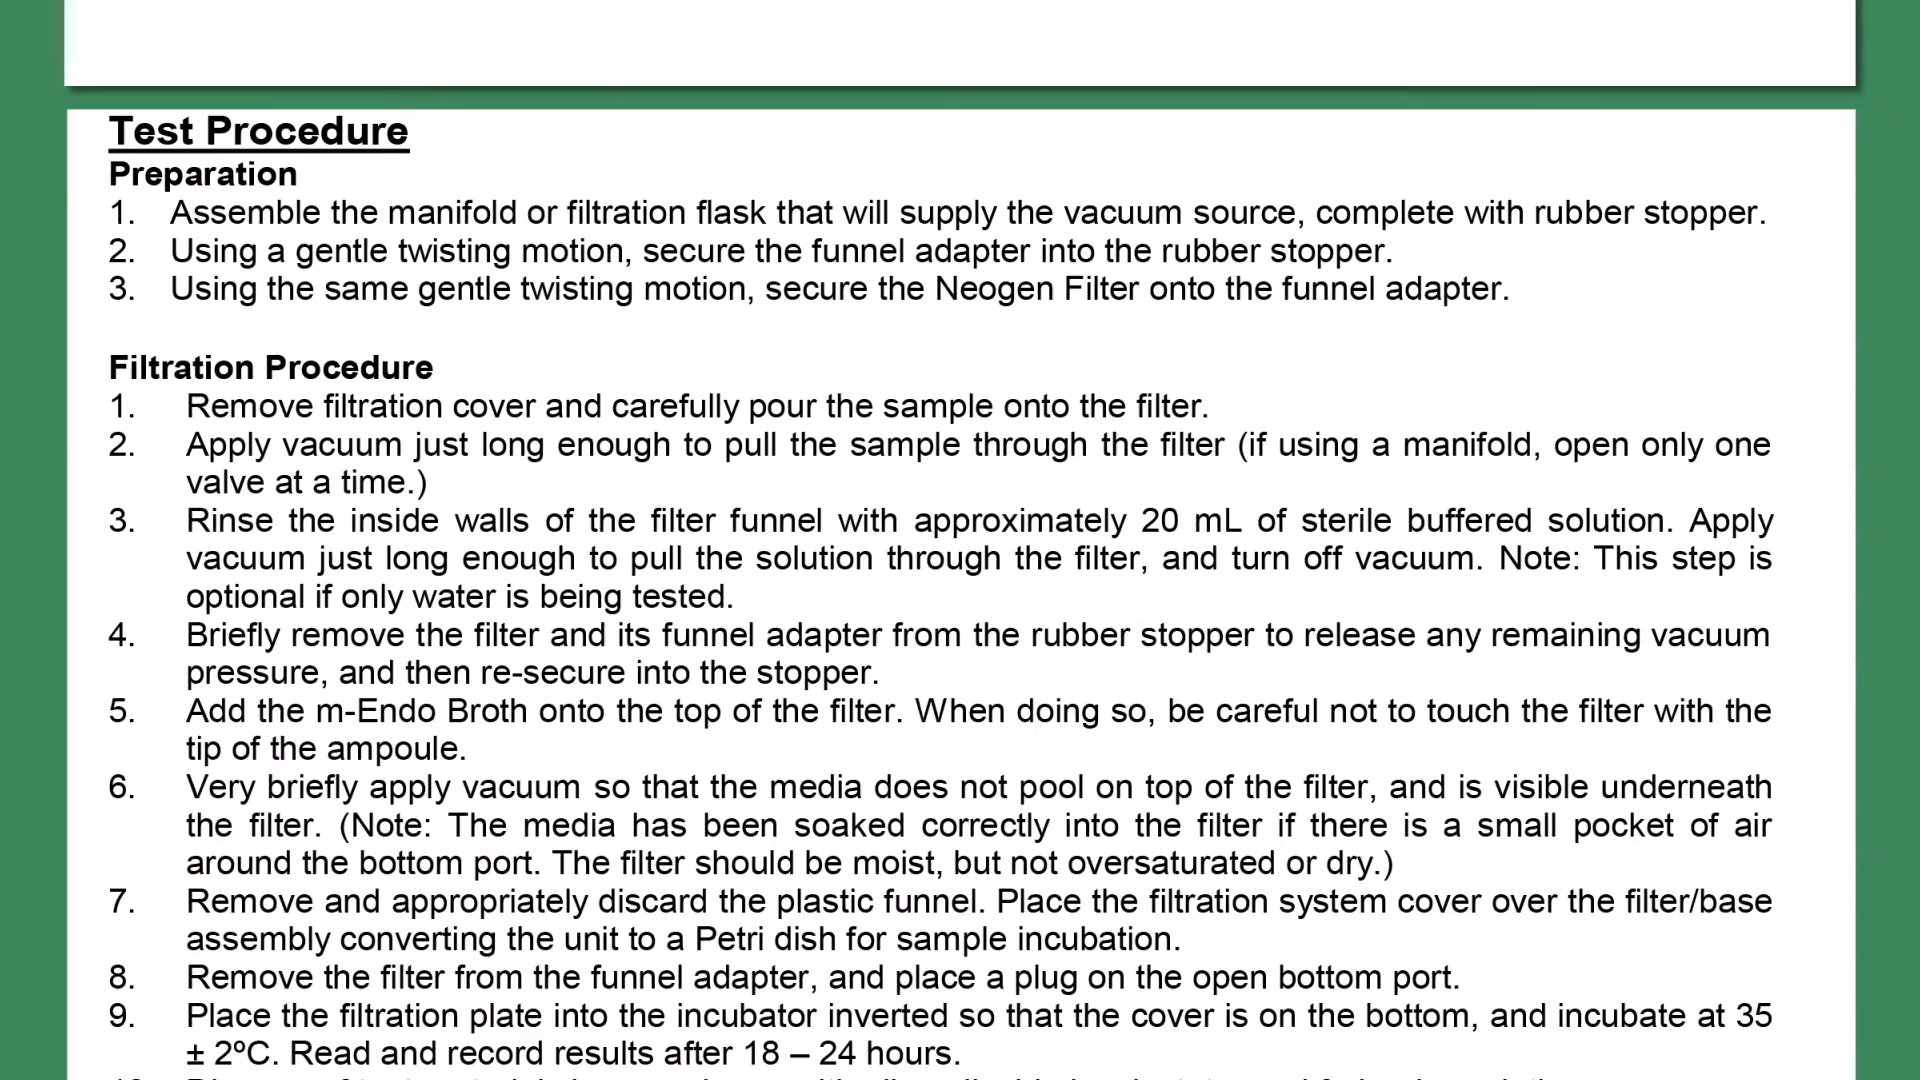 Test Procedure
Preparation
1. Assemble the manifold or filtration flask that will supply the vacuum source, complete with rubber stopper.
2. Using a gentle twisting motion, secure the funnel adapter into the rubber stopper.
3. Using the same gentle twisting motion, secure the Neogen Filter onto the funnel adapter.
Filtration Procedure
1. Remove filtration cover and carefully pour the sample onto the filter.
2. Apply vacuum just long enough to pull the sample through the filter (if using a manifold, open only one
valve at a time.)
3. Rinse the inside walls of the filter funnel with approximately 20 mL of sterile buffered solution. Apply
vacuum just long enough to pull the solution through the filter, and turn off vacuum. Note: This step is
optional if only water is being tested.
4. Briefly remove the filter and its funnel adapter from the rubber stopper to release any remaining vacuum
pressure, and then re-secure into the stopper.
5. Add the m-Endo Broth onto the top of the filter. When doing so, be careful not to touch the filter with the
tip of the ampoule.
6. Very briefly apply vacuum so that the media does not pool on top of the filter, and is visible underneath
the filter. (Note: The media has been soaked correctly into the filter if there is a small pocket of air
around the bottom port. The filter should be moist, but not oversaturated or dry.)
7. Remove and appropriately discard the plastic funnel. Place the filtration system cover over the filter/base
assembly converting the unit to a Petri dish for sample incubation.
8. Remove the filter from the funnel adapter, and place a plug on the open bottom port.
9. Place the filtration plate into the incubator inverted so that the cover is on the bottom, and incubate at 35
± 2ºC. Read and record results after 18 – 24 hours.